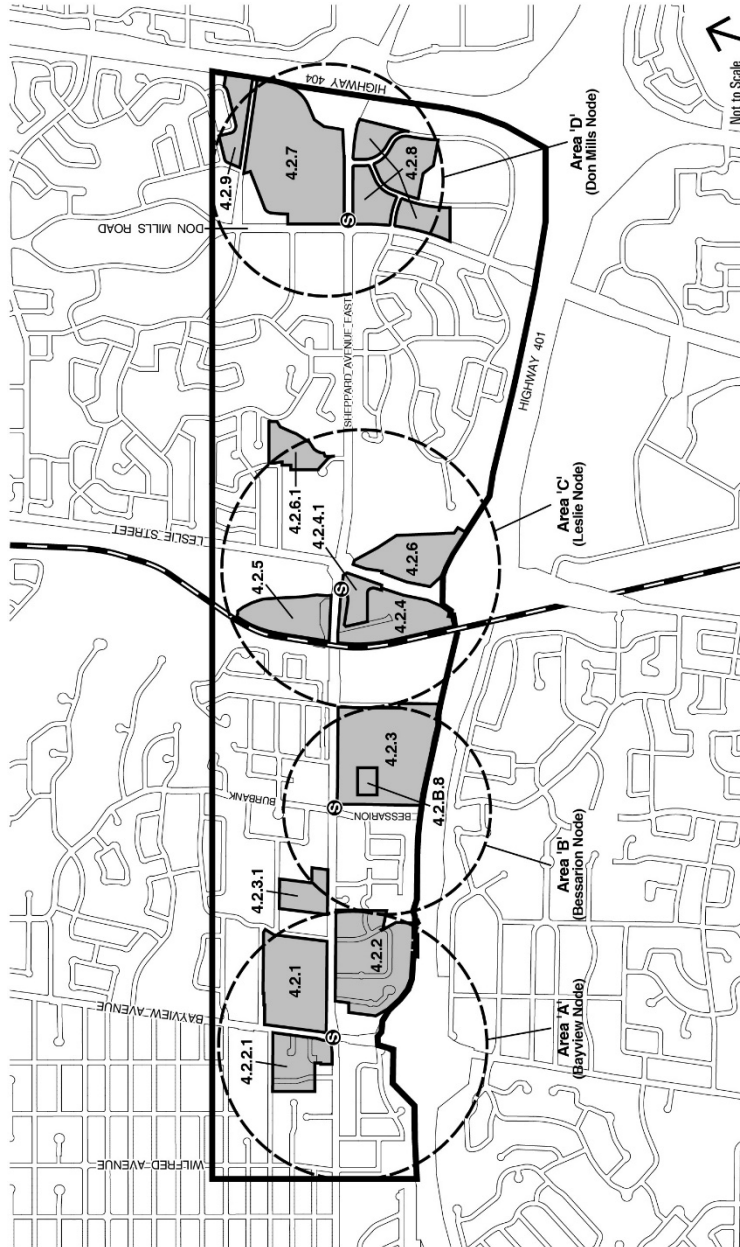 HIGHWAY 404
4.2.9
4.2.7
4.2.8
DON MILLS ROAD
S
Area 'D'
(Don Mills Node)
Not to Scale
SHEPPARD AVENUE EAST
HIGHWAY 401
LESLIE STREET
4.2.6.1
4.2.4.1
4.2.5
S
4.2.6
4.2.4
Area 'C'
(Leslie Node)
BURBANK
S
BESSARION
4.2.3
4.2.B.8
Area 'B'
(Bessarion Node)
4.2.3.1
BAYVIEW AVENUE
4.2.1
4.2.2
S
4.2.2.1
Area 'A'
(Bayview Node)
WILFRED AVENUE